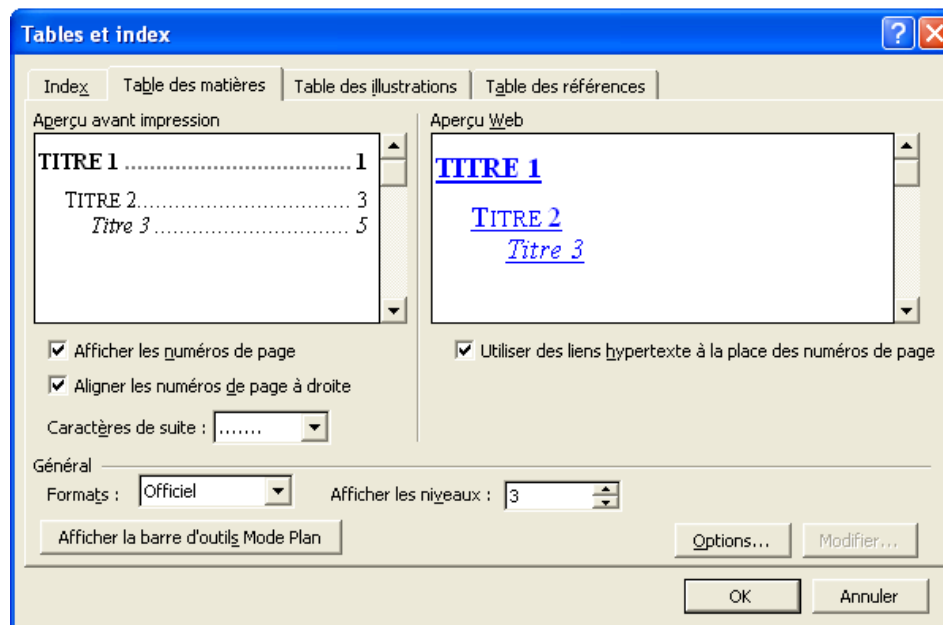 Tables et index
Index Table des matières Table des illustrations Table des références
Aperçu avant impression
TITRE 1 .................................... 1
TITRE 2.................................. 3
Titre 3 ............................... 5
Aperçu Web
TITRE 1
TITRE 2
Titre 3
Afficher les numéros de page
Aligner les numéros de page à droite
Caractères de suite : .......
Utiliser des liens hypertexte à la place des numéros de page
Général
Formats : Officiel Afficher les niveaux : 3
Afficher la barre d'outils Mode Plan Options... Modifier...
OK Annuler